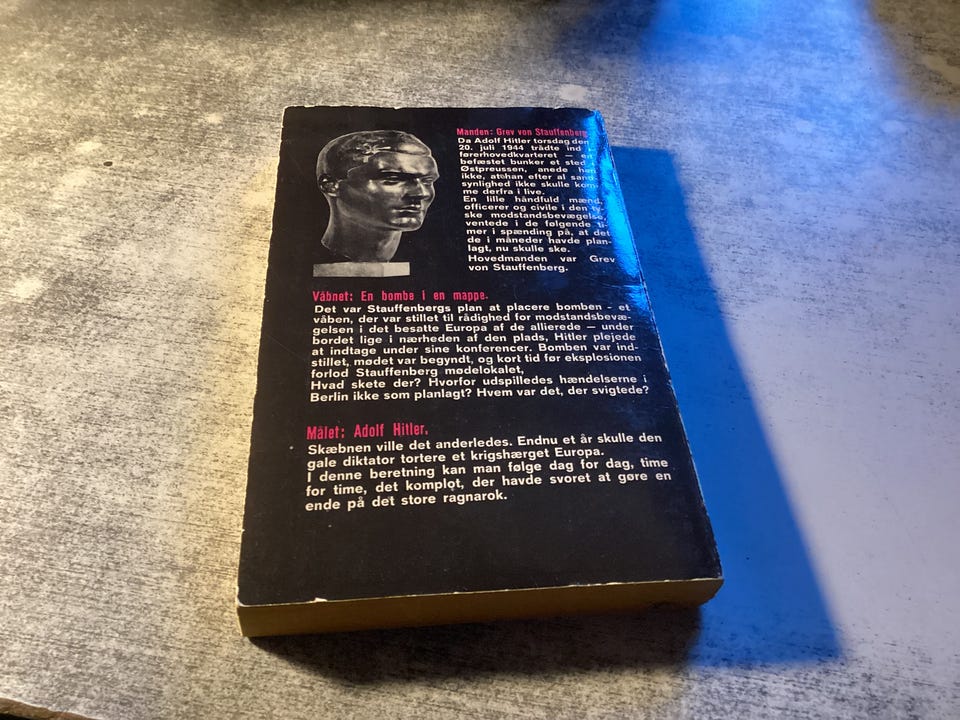 Manden: Grev von Stauffenberg
Da Adolf Hitler torsdag den
20. juli 1944 trådte ind i
førerhovedkvarteret — en
befæstet bunker et sted i
Østpreussen, anede han
ikke, at han efter al sand-
synlighed ikke skulle kom-
me derfra i live.
En lille håndfuld mænd,
officerer og civile i den ty-
ske modstandsbevægelse,
ventede i de følgende ti-
mer i spænding på, at det
de i måneder havde plan-
lagt, nu skulle ske.
Hovedmanden var Grev
von Stauffenberg.
Våbnet: En bombe i en mappe.
Det var Stauffenbergs plan at placere bomben - et
våben, der var stillet til rådighed for modstandsbevæ-
gelsen i det besatte Europa af de allierede — under
bordet lige i nærheden af den plads, Hitler plejede
at indtage under sine konferencer. Bomben var ind-
stillet, mødet var begyndt, og kort tid før eksplosionen
forlod Stauffenberg mødelokalet,
Hvad skete der? Hvorfor udspilledes hændelserne i
Berlin ikke som planlagt? Hvem var det, der svigtede?
Målet: Adolf Hitler.
Skæbnen ville det anderledes. Endnu et år skulle den
gale diktator tortere et krigshærget Europa.
I denne beretning kan man følge dag for dag, time
for time, det komplot, der havde svoret at gøre en
ende på det store ragnarok.